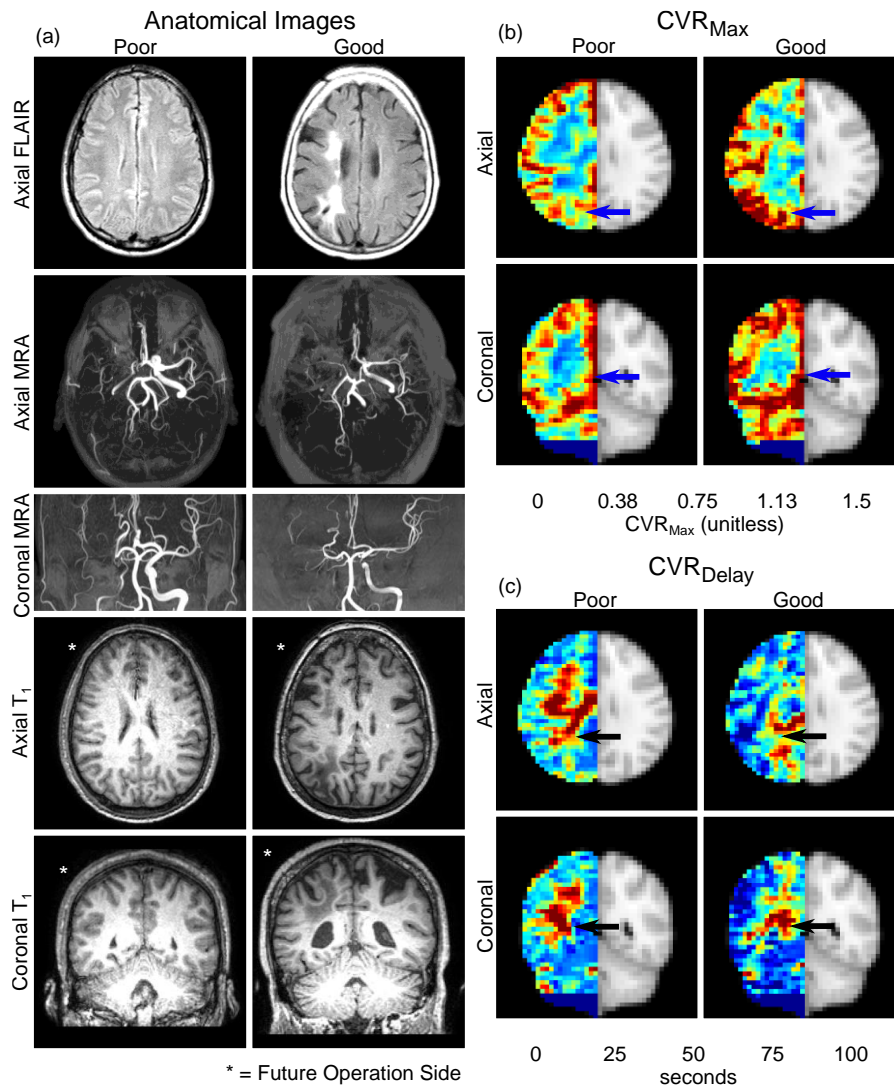 Anatomical Images
(a)
Poor Good
Axial FLAIR
Axial MRA
Coronal MRA
Axial T1
* *
Coronal T1
* *
* = Future Operation Side
(b)
CVRMax
Poor Good
Axial
Coronal
0 0.38 0.75 1.13 1.5
CVRMax (unitless)
(c)
CVRDelay
Poor Good
Axial
Coronal
0 25 50 75 100
seconds